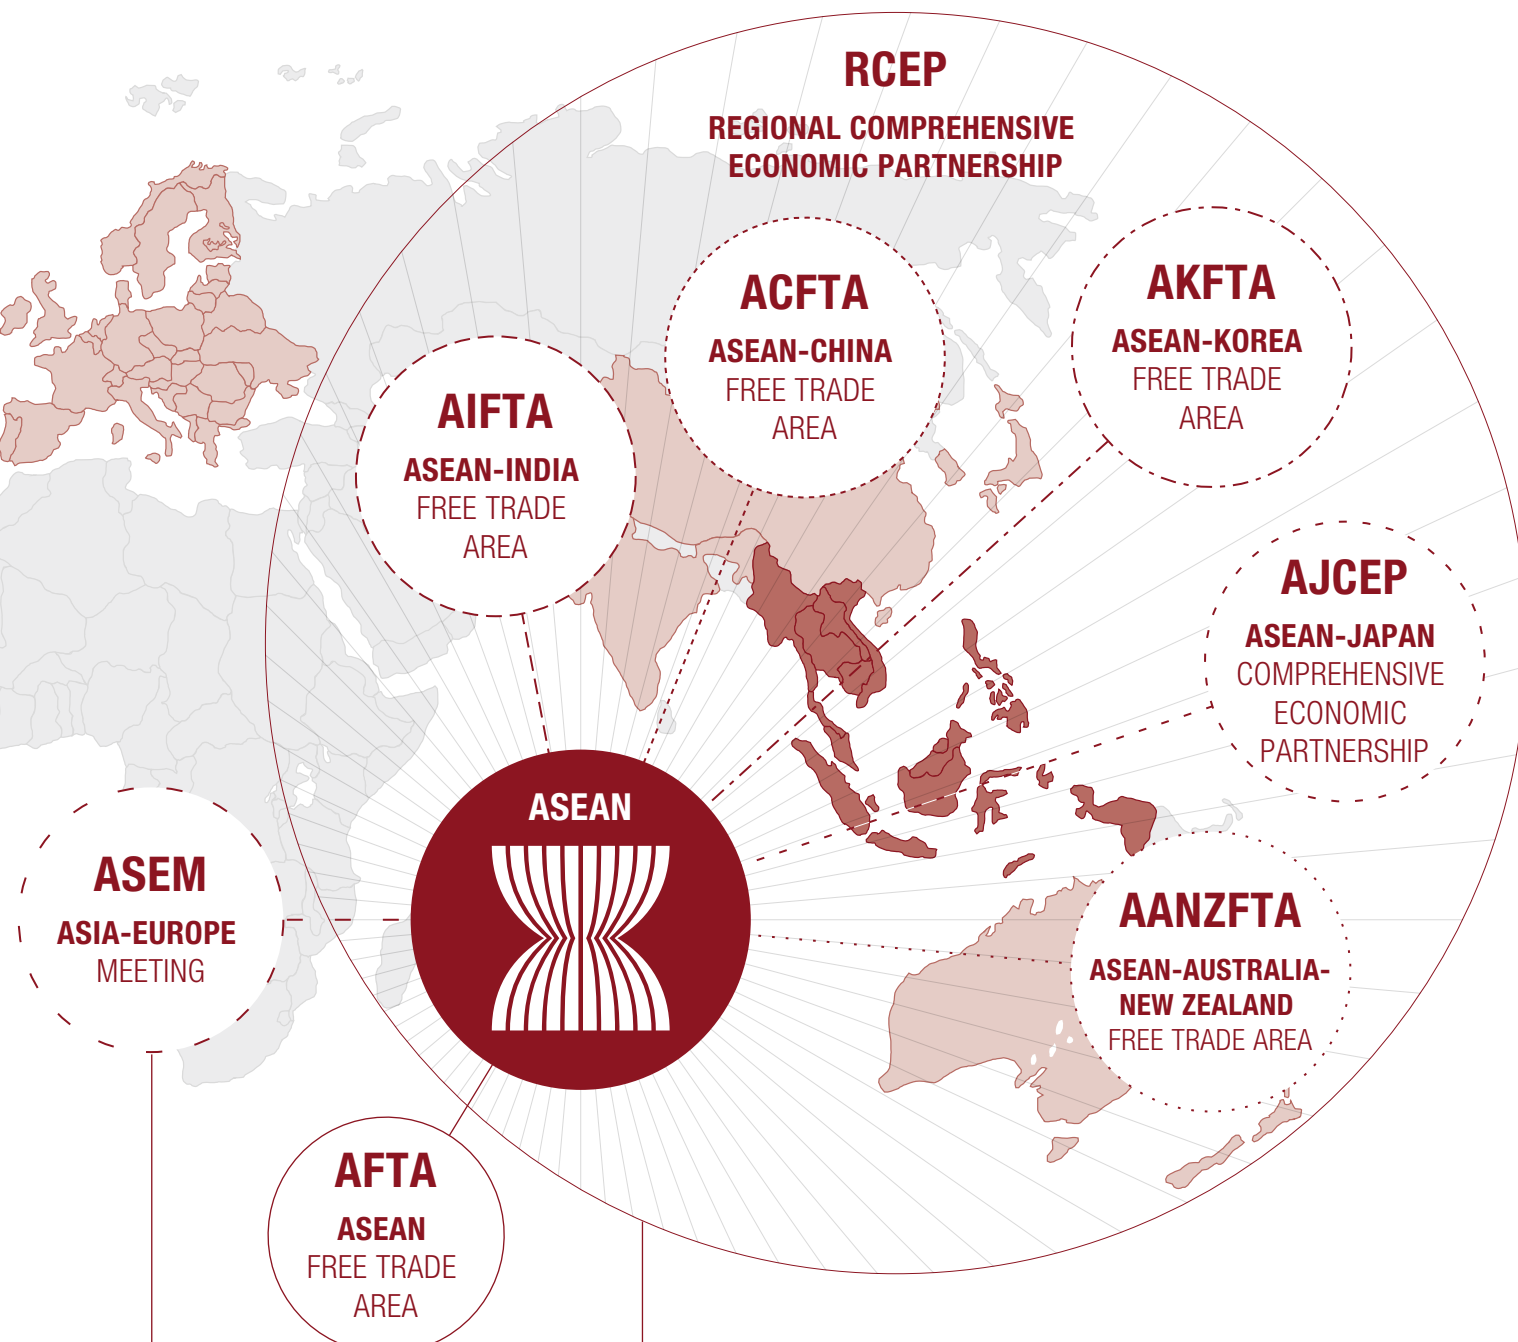 RCEP
REGIONAL COMPREHENSIVE
ECONOMIC PARTNERSHIP
ACFTA
ASEAN-CHINA
FREE TRADE
AREA
AKFTA
ASEAN-KOREA
FREE TRADE
AREA
AIFTA
ASEAN-INDIA
FREE TRADE
AREA
AJCEP
ASEAN-JAPAN
COMPREHENSIVE
ECONOMIC
PARTNERSHIP
ASEAN
ASEM
ASIA-EUROPE
MEETING
AANZFTA
ASEAN-AUSTRALIA-
NEW ZEALAND
FREE TRADE AREA
AFTA
ASEAN
FREE TRADE
AREA